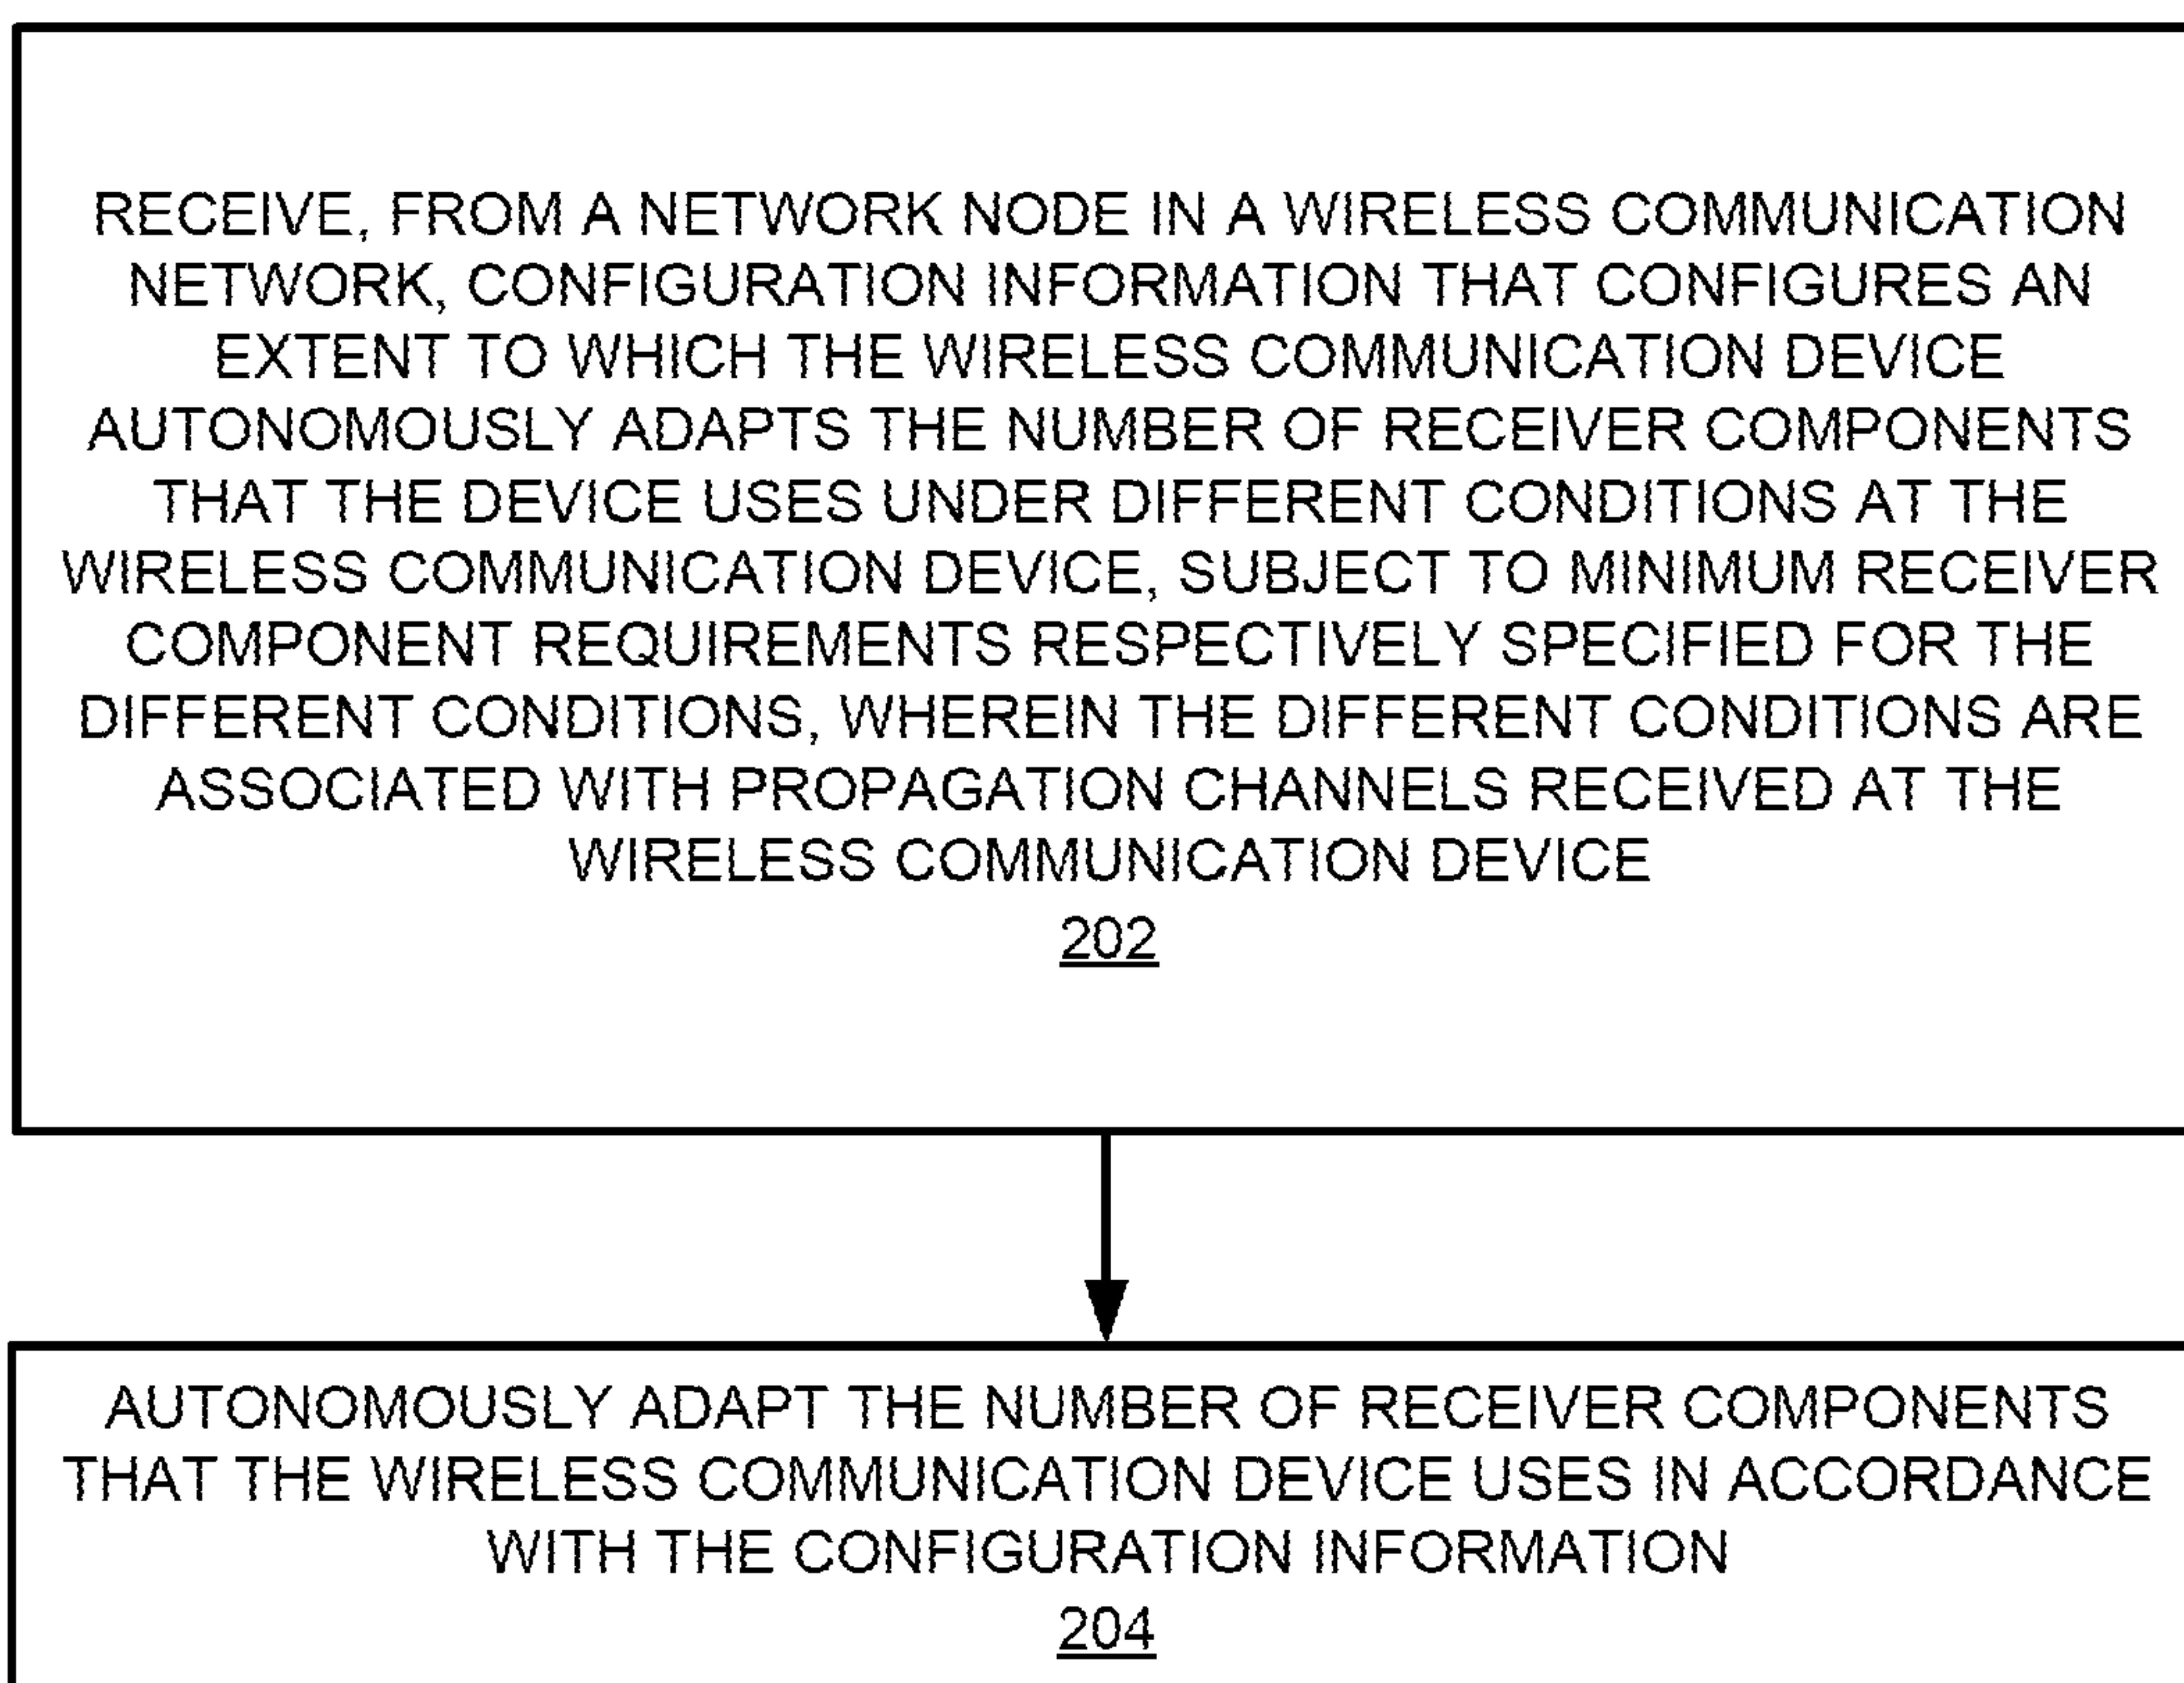 RECEIVE, FROM A NETWORK NODE IN A WIRELESS COMMUNICATION
NETWORK, CONFIGURATION INFORMATION THAT CONFIGURES AN
EXTENT TO WHICH THE WIRELESS COMMUNICATION DEVICE
AUTONOMOUSLY ADAPTS THE NUMBER OF RECEIVER COMPONENTS
THAT THE DEVICE USES UNDER DIFFERENT CONDITIONS AT THE
WIRELESS COMMUNICATION DEVICE, SUBJECT TO MINIMUM RECEIVER
COMPONENT REQUIREMENTS RESPECTIVELY SPECIFIED FOR THE
DIFFERENT CONDITIONS, WHEREIN THE DIFFERENT CONDITIONS ARE
ASSOCIATED WITH PROPAGATION CHANNELS RECEIVED AT THE
WIRELESS COMMUNICATION DEVICE
202
AUTONOMOUSLY ADAPT THE NUMBER OF RECEIVER COMPONENTS
THAT THE WIRELESS COMMUNICATION DEVICE USES IN ACCORDANCE
WITH THE CONFIGURATION INFORMATION
204